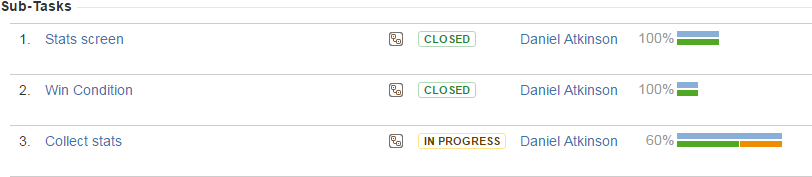 Sub-Tasks
1. Stats screen CLOSED Daniel Atkinson 100%
2. Win Condition CLOSED Daniel Atkinson 100%
3. Collect stats IN PROGRESS Daniel Atkinson 60%